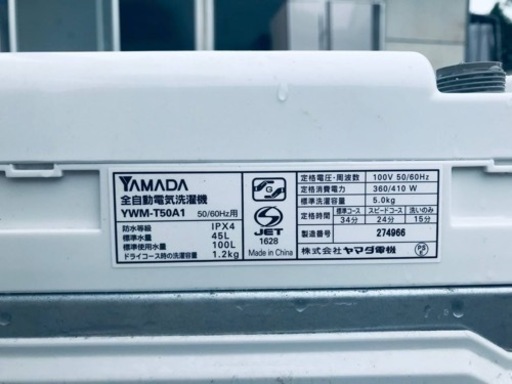 YAMADA
全自動電気洗濯機
YWM-T50A1 50/60Hz用
防水等級 IPX4
標準水量 45L
標準使用水量 100L
ドライコース時の洗濯容量 1.2kg
JET
1628
Made in China
定格電圧・周波数 100V 50/60Hz
定格消費電力 360/410 W
標準洗濯容量 5.0kg
定格時間 標準コース スピードコース 洗いのみ
34分 24分 15分
製造番号 274966
株式会社ヤマダ電機
PS
E